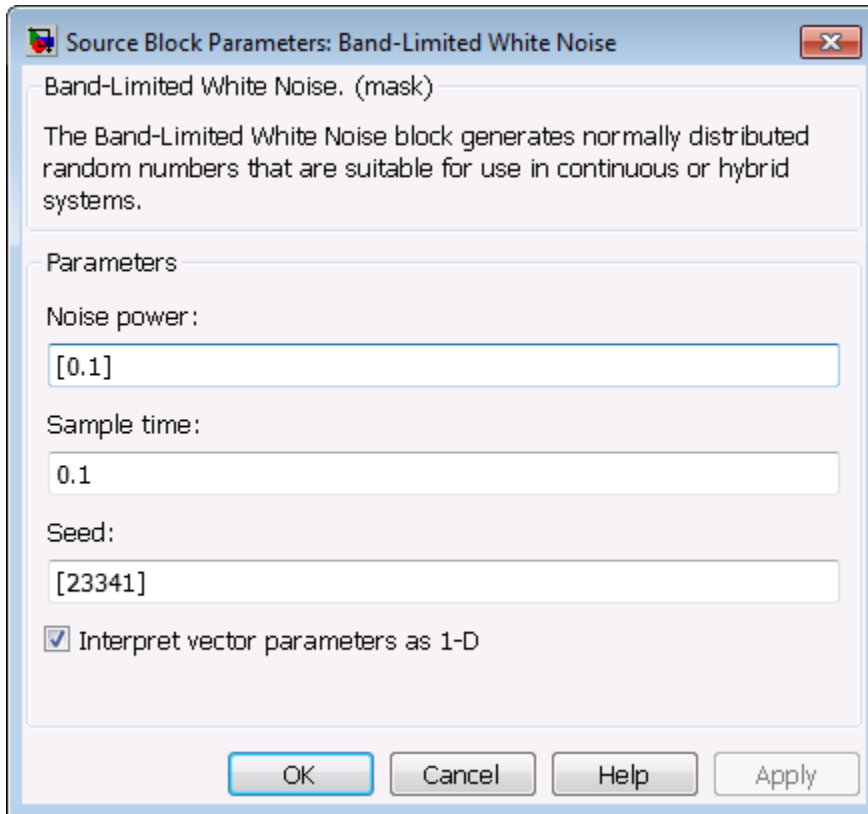 Source Block Parameters: Band-Limited White Noise
Band-Limited White Noise. (mask)
The Band-Limited White Noise block generates normally distributed
random numbers that are suitable for use in continuous or hybrid
systems.
Parameters
Noise power:
[0.1]
Sample time:
0.1
Seed:
[23341]
Interpret vector parameters as 1-D
OK Cancel Help Apply